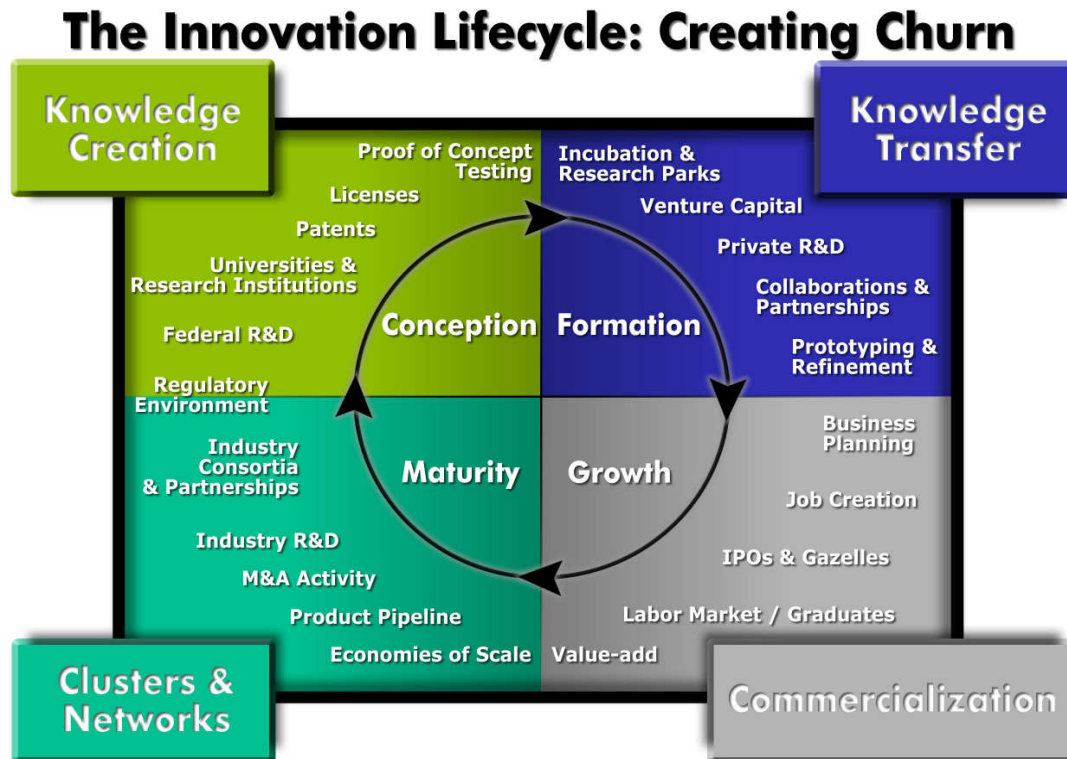 The Innovation Lifecycle: Creating Churn
Knowledge
Creation
Knowledge
Transfer
Proof of Concept
Testing
Licenses
Patents
Universities &
Research Institutions
Federal R&D
Regulatory
Environment
Conception
Incubation &
Research Parks
Venture Capital
Private R&D
Collaborations &
Partnerships
Prototyping &
Refinement
Formation
Industry
Consortia
& Partnerships
Industry R&D
M&A Activity
Product Pipeline
Economies of Scale
Maturity
Growth
Business
Planning
Job Creation
IPOs & Gazelles
Labor Market / Graduates
Value-add
Clusters &
Networks
Commercialization